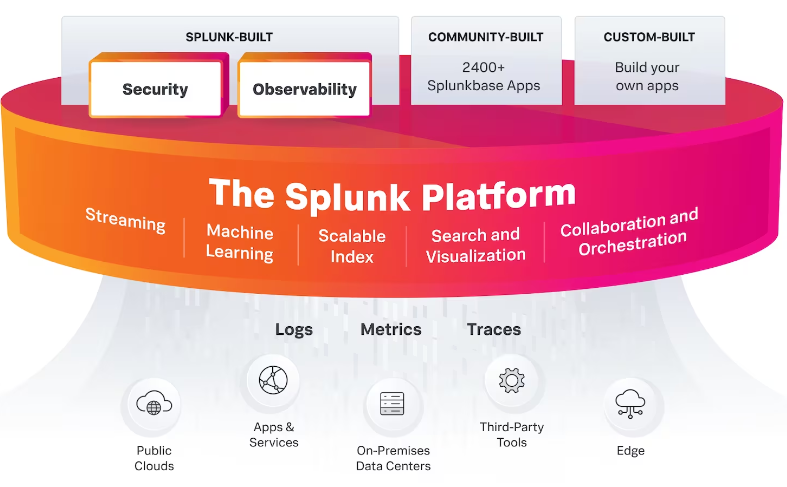 SPLUNK-BUILT
Security
Observability
COMMUNITY-BUILT
2400+
Splunkbase Apps
CUSTOM-BUILT
Build your
own apps
The Splunk Platform
Streaming
Machine
Learning
Scalable
Index
Search and
Visualization
Collaboration and
Orchestration
Logs
Metrics
Traces
Public
Clouds
Apps &
Services
On-Premises
Data Centers
Third-Party
Tools
Edge